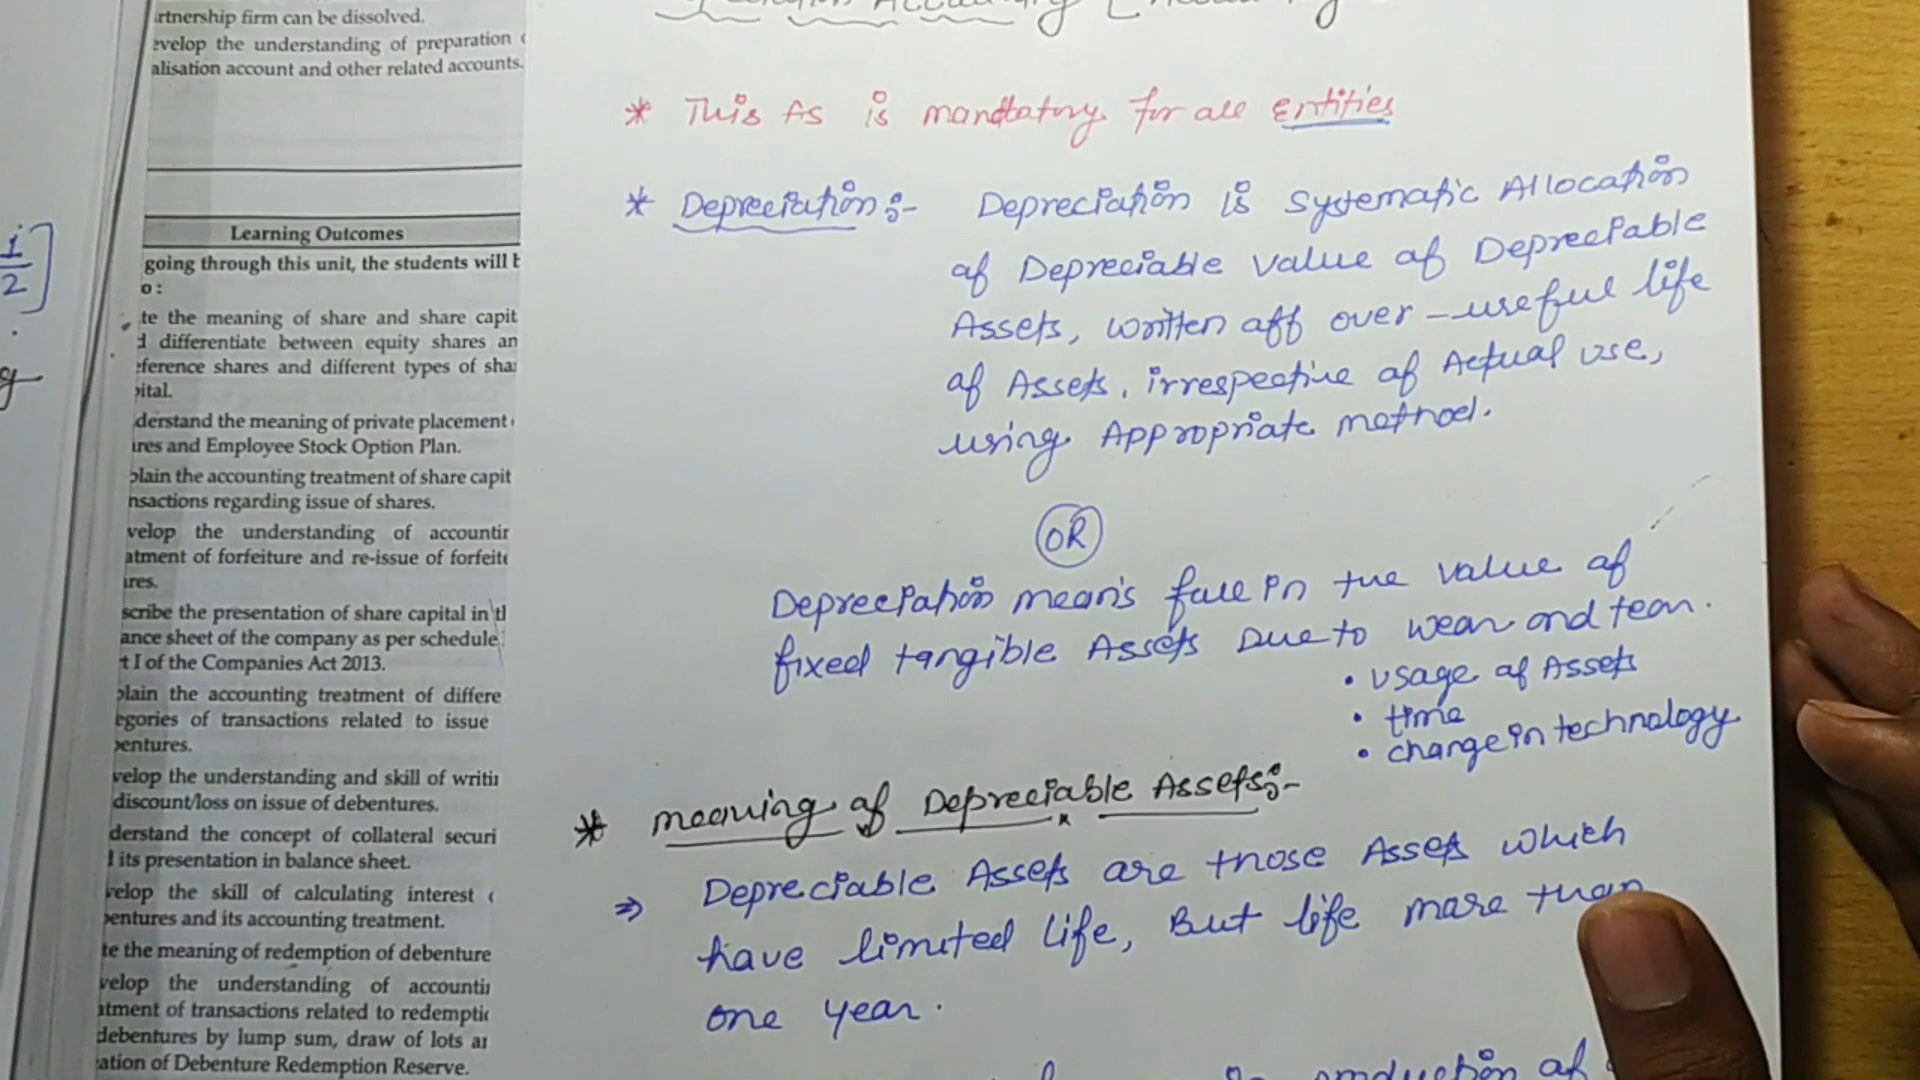 rtnership firm can be dissolved.
evelop the understanding of preparation
alisation account and other related accounts.
Learning Outcomes
going through this unit, the students will b
o:
te the meaning of share and share capit
d differentiate between equity shares an
ference shares and different types of sha
ital.
derstand the meaning of private placement
res and Employee Stock Option Plan.
plain the accounting treatment of share capit
nsactions regarding issue of shares.
velop the understanding of accountin
atment of forfeiture and re-issue of forfeite
res.
scribe the presentation of share capital in tl
ance sheet of the company as per schedule
t I of the Companies Act 2013.
plain the accounting treatment of differe
egories of transactions related to issue
entures.
velop the understanding and skill of writin
discount/loss on issue of debentures.
derstand the concept of collateral securi
l its presentation in balance sheet.
velop the skill of calculating interest
entures and its accounting treatment.
te the meaning of redemption of debenture
velop the understanding of accountin
atment of transactions related to redemptic
debentures by lump sum, draw of lots an
ation of Debenture Redemption Reserve.
1/2]
* This AS is mandatory for all Entities
* Depreciation :- Depreciation is Systematic Allocation
of Depreciable value of Depreciable
Assets, written off over useful life
of Assets, irrespective of Actual use,
using Appropriate method.
OR
Depreciation means fall in the value of
fixed tangible Assets Due to wear and tear.
• usage of Assets
• time
• change in technology
* meaning of Depreciable Assets:-
⇒ Depreciable Assets are those Assets which
have limited life, But life more than
one year.
production of